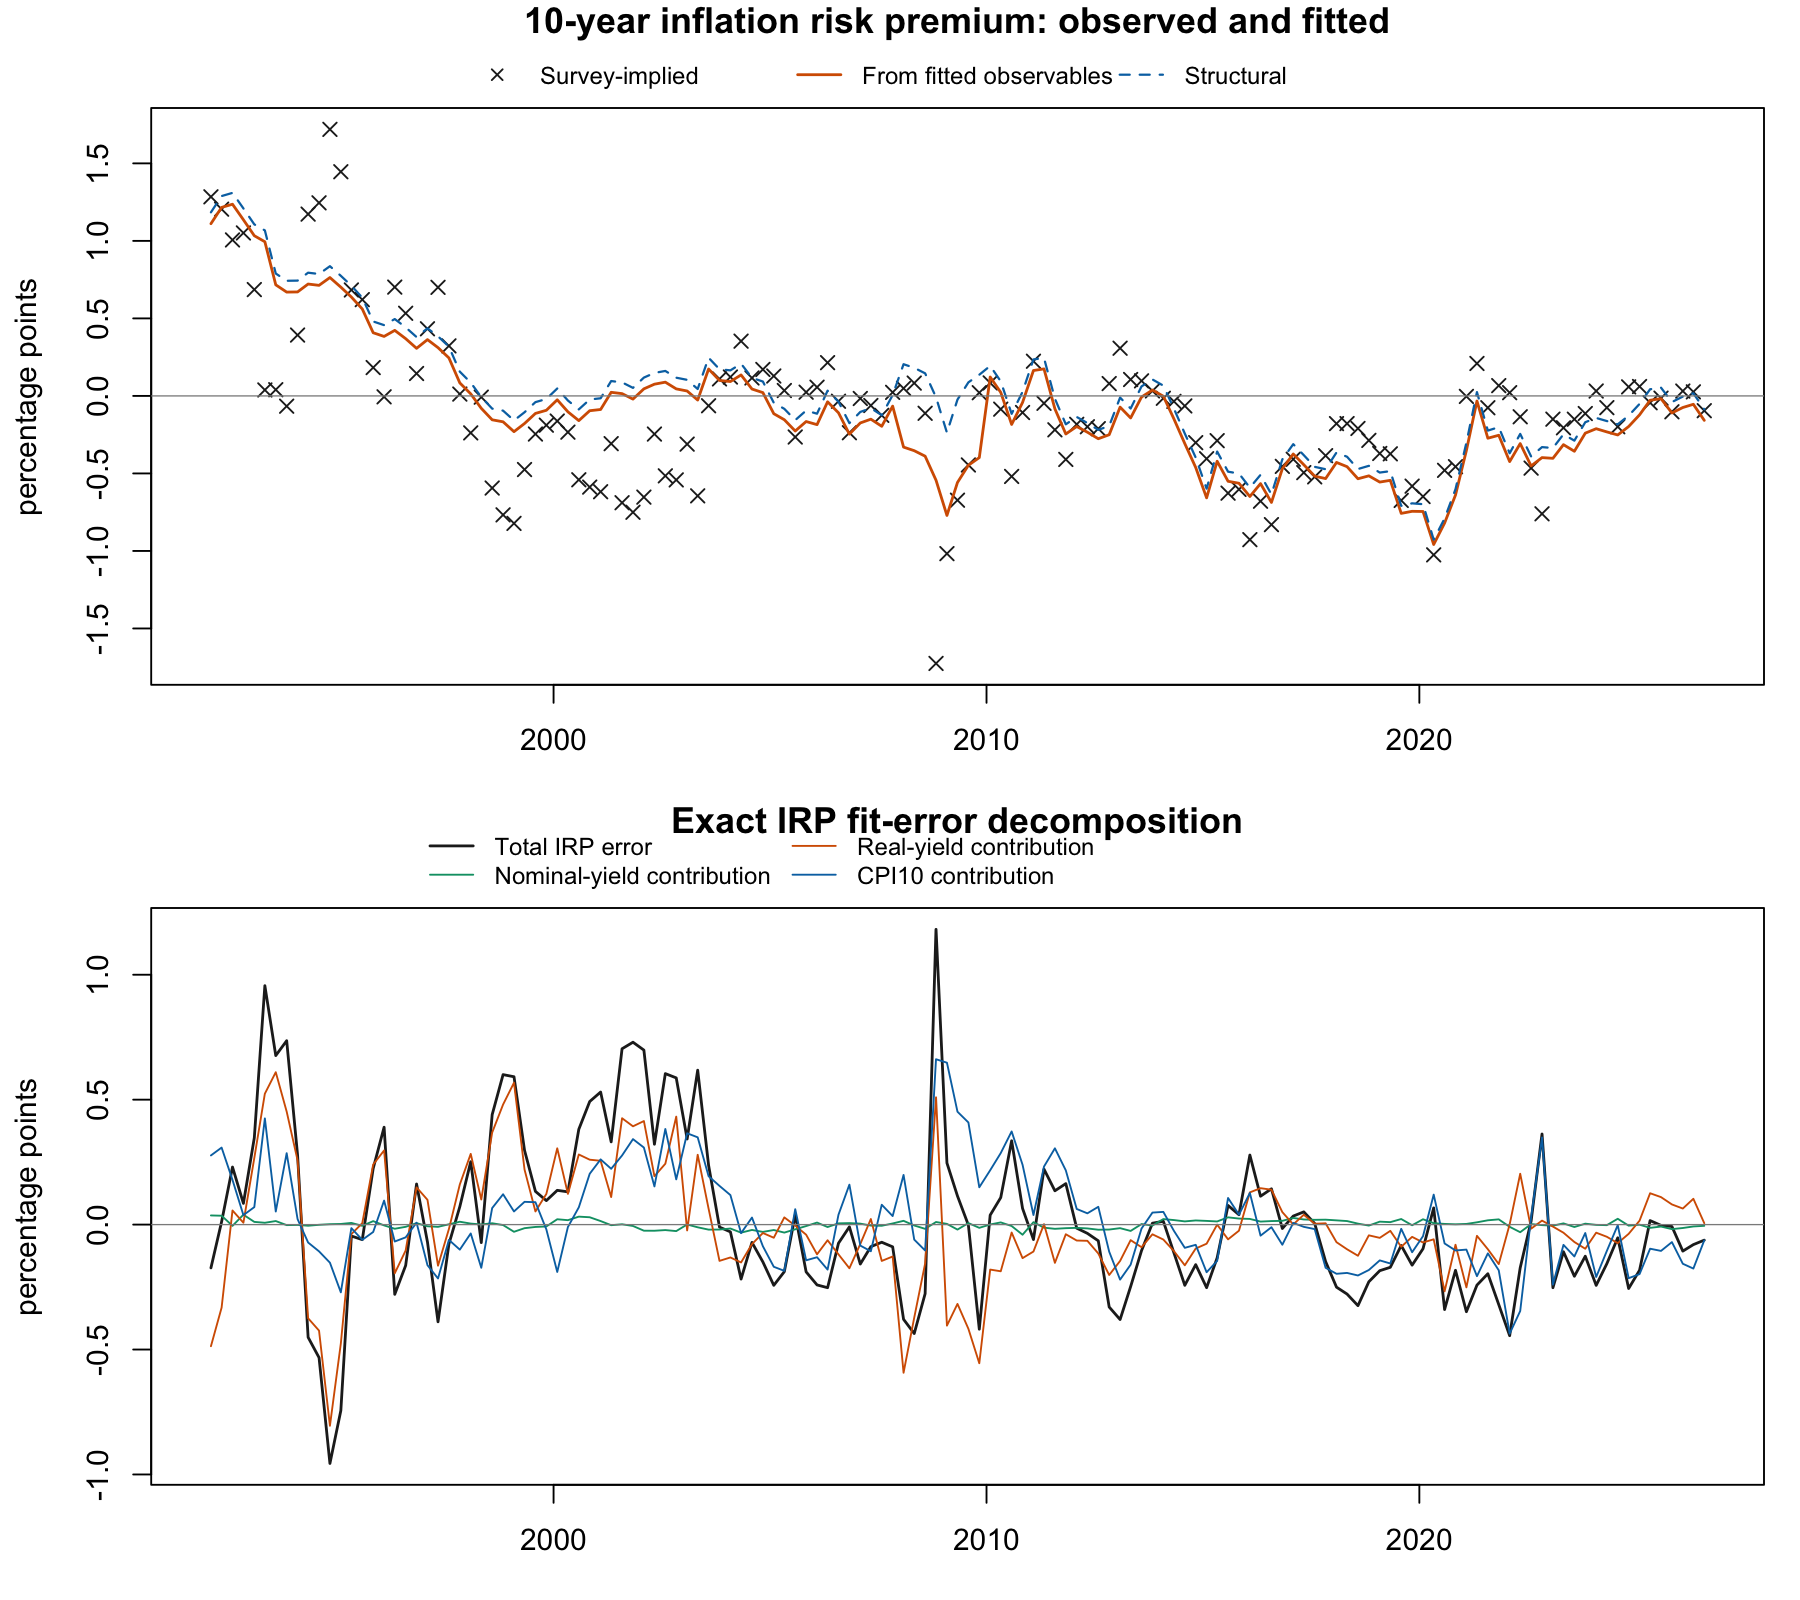 10-year inflation risk premium: observed and fitted
Survey-implied From fitted observables Structural
percentage points
1.5
1.0
0.5
0.0
-0.5
-1.0
-1.5
2000 2010 2020
Exact IRP fit-error decomposition
Total IRP error Real-yield contribution
Nominal-yield contribution CPI10 contribution
percentage points
1.0
0.5
0.0
-0.5
-1.0
2000 2010 2020